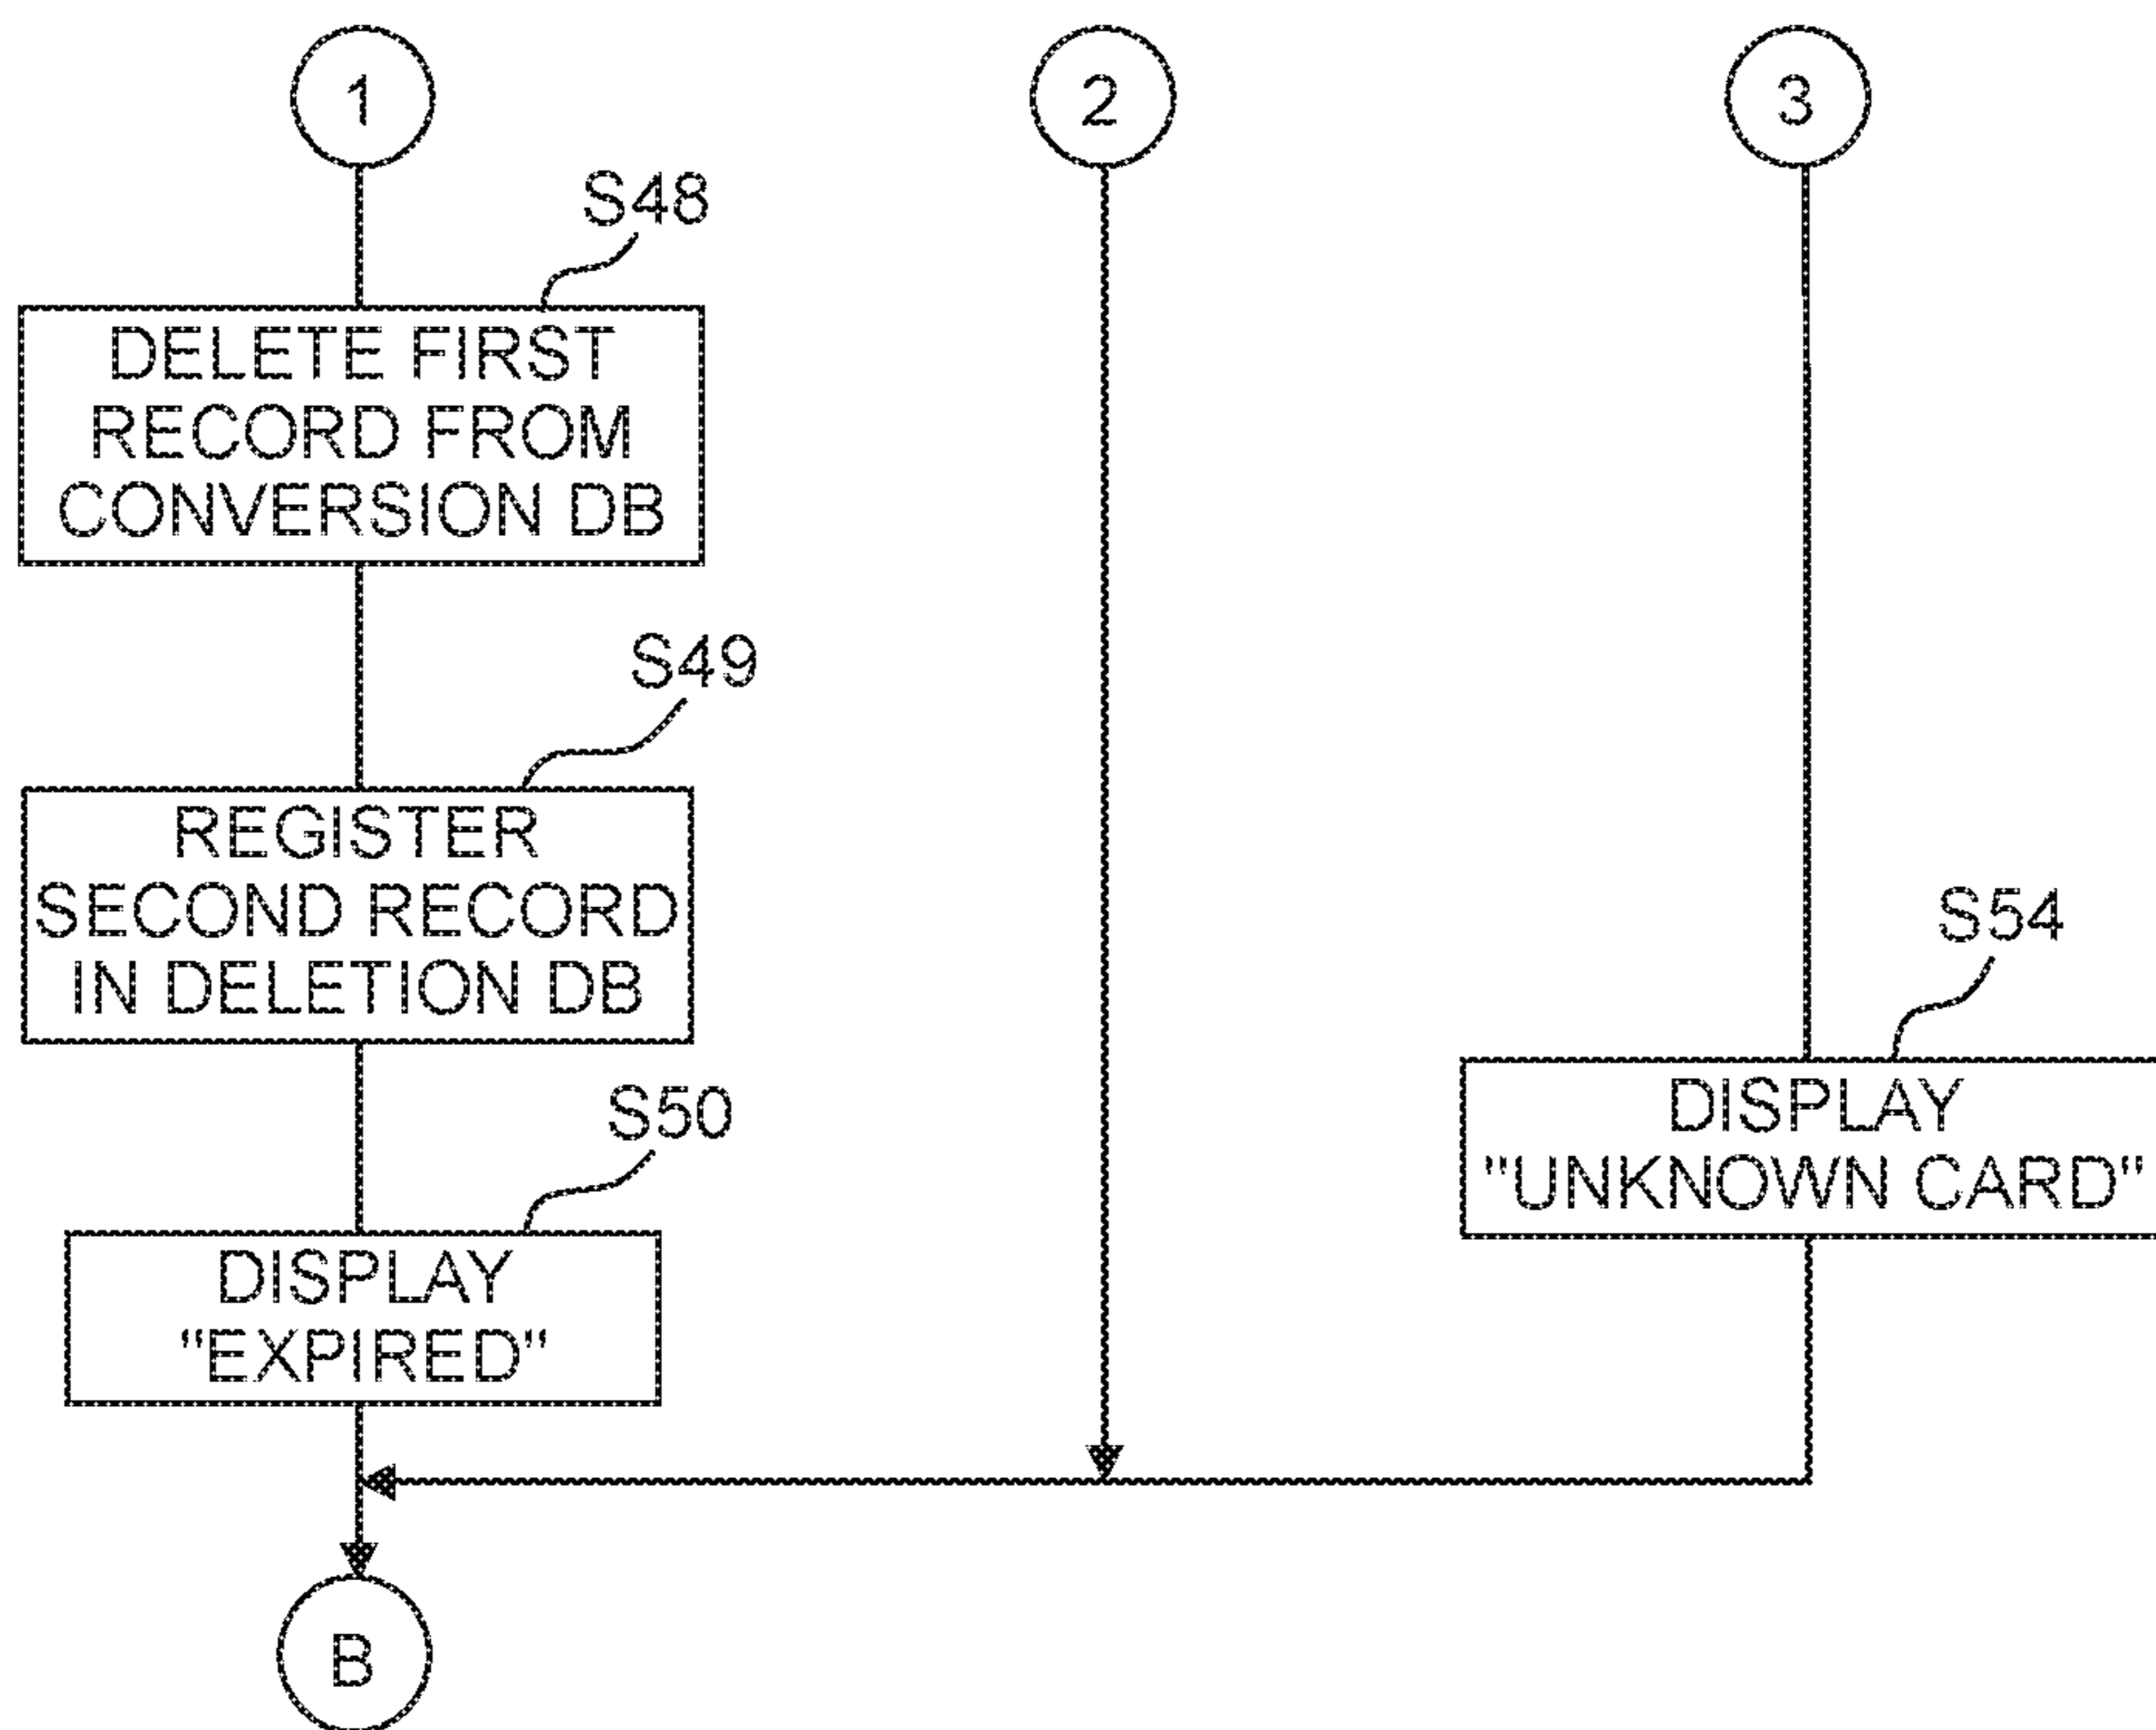 1
2
3
S48
DELETE FIRST
RECORD FROM
CONVERSION DB
S49
REGISTER
SECOND RECORD
IN DELETION DB
S54
DISPLAY
"UNKNOWN CARD"
S50
DISPLAY
"EXPIRED"
B